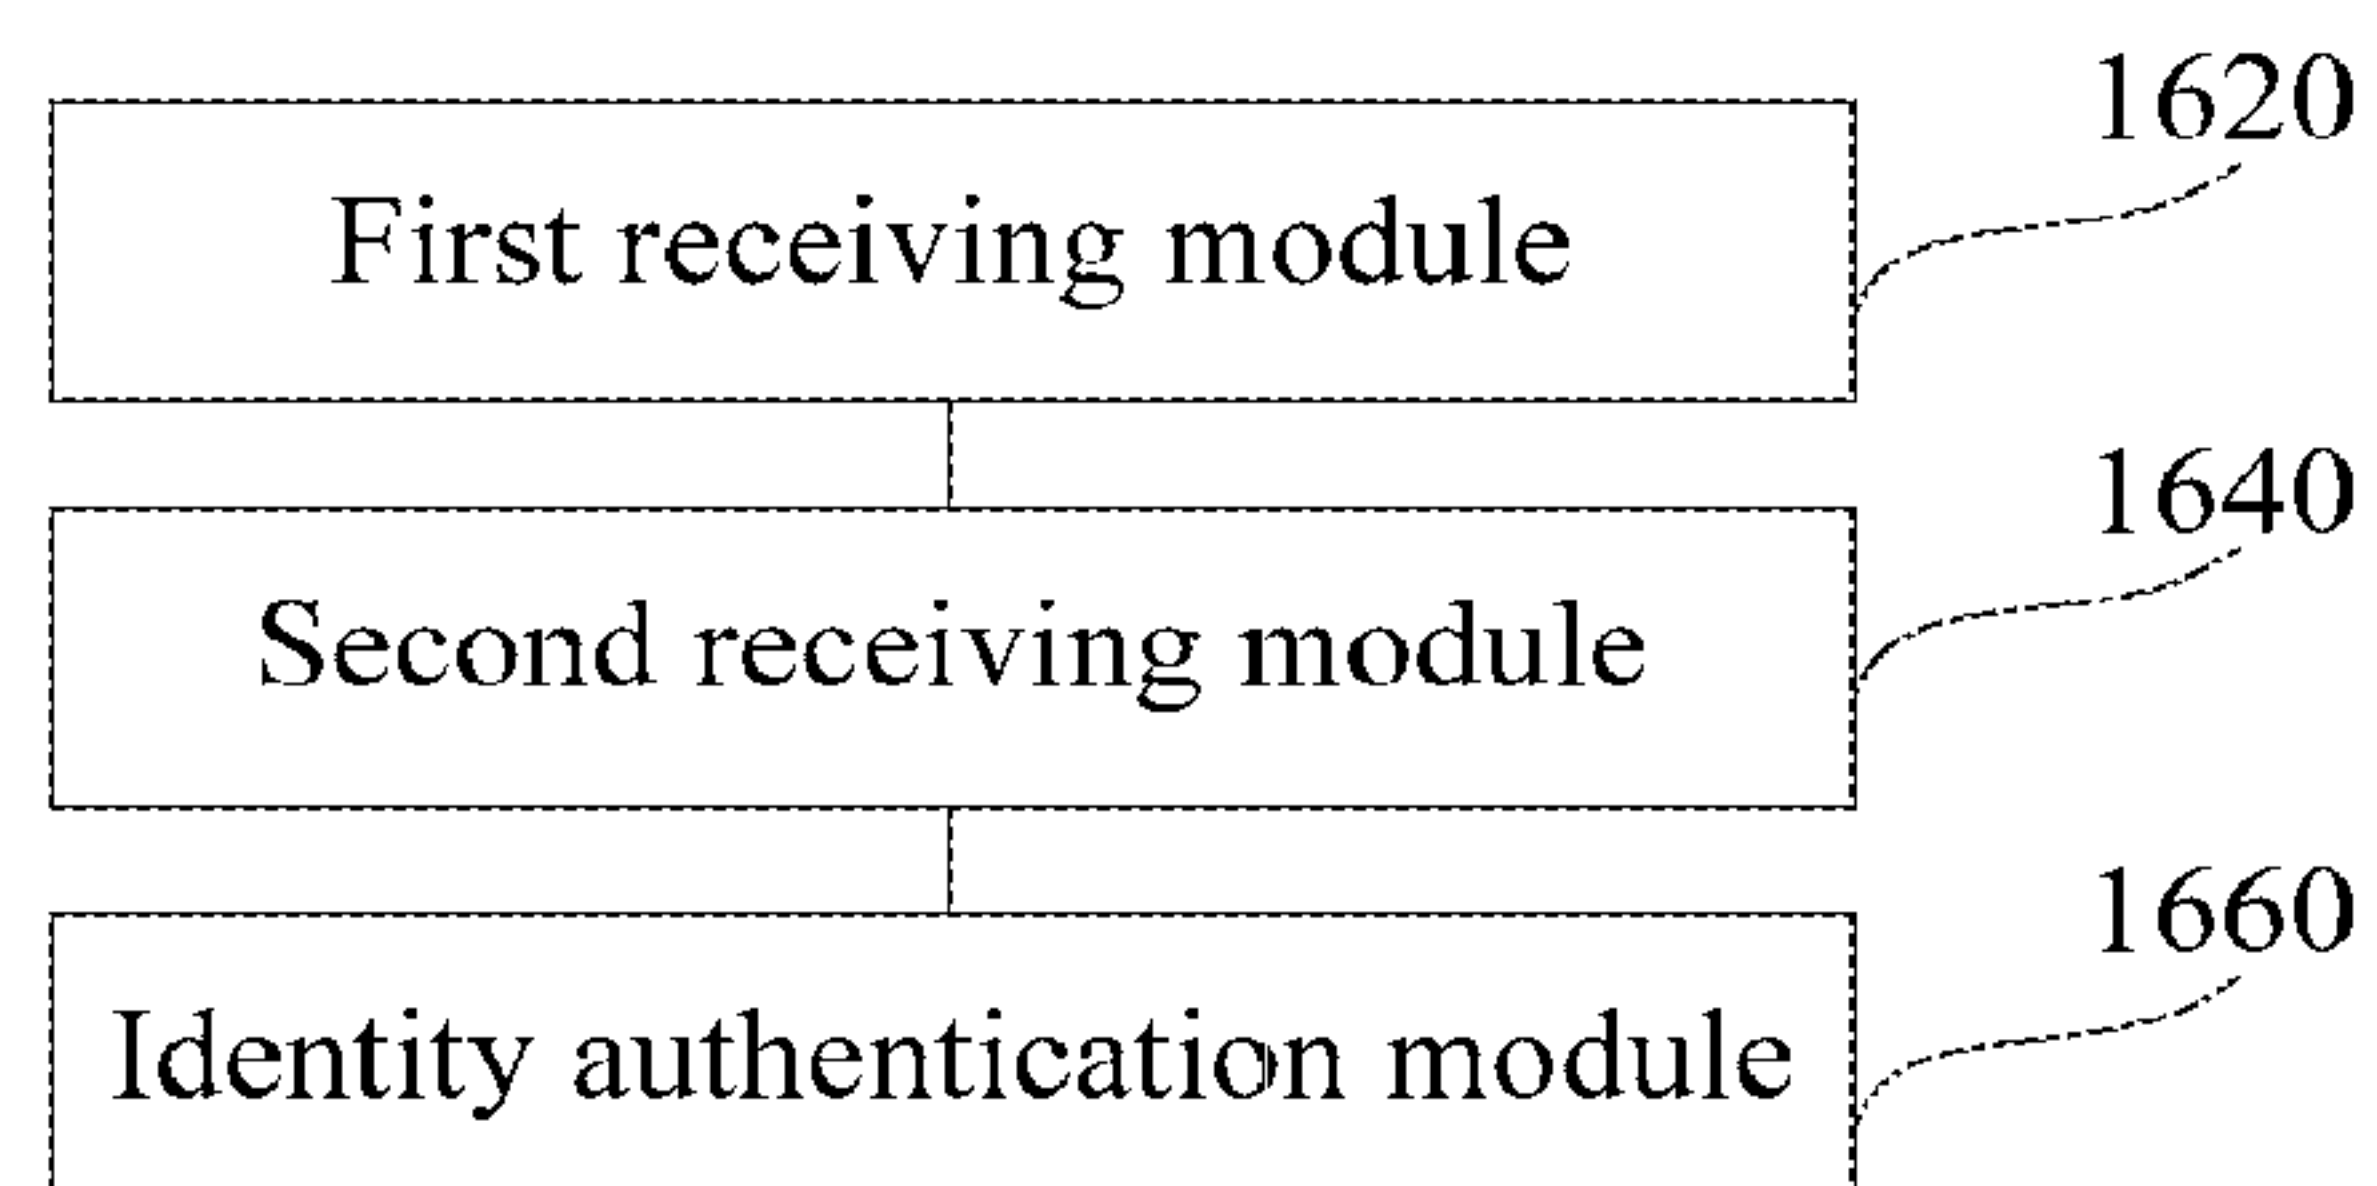 1620
First receiving module
1640
Second receiving module
1660
Identity authentication module